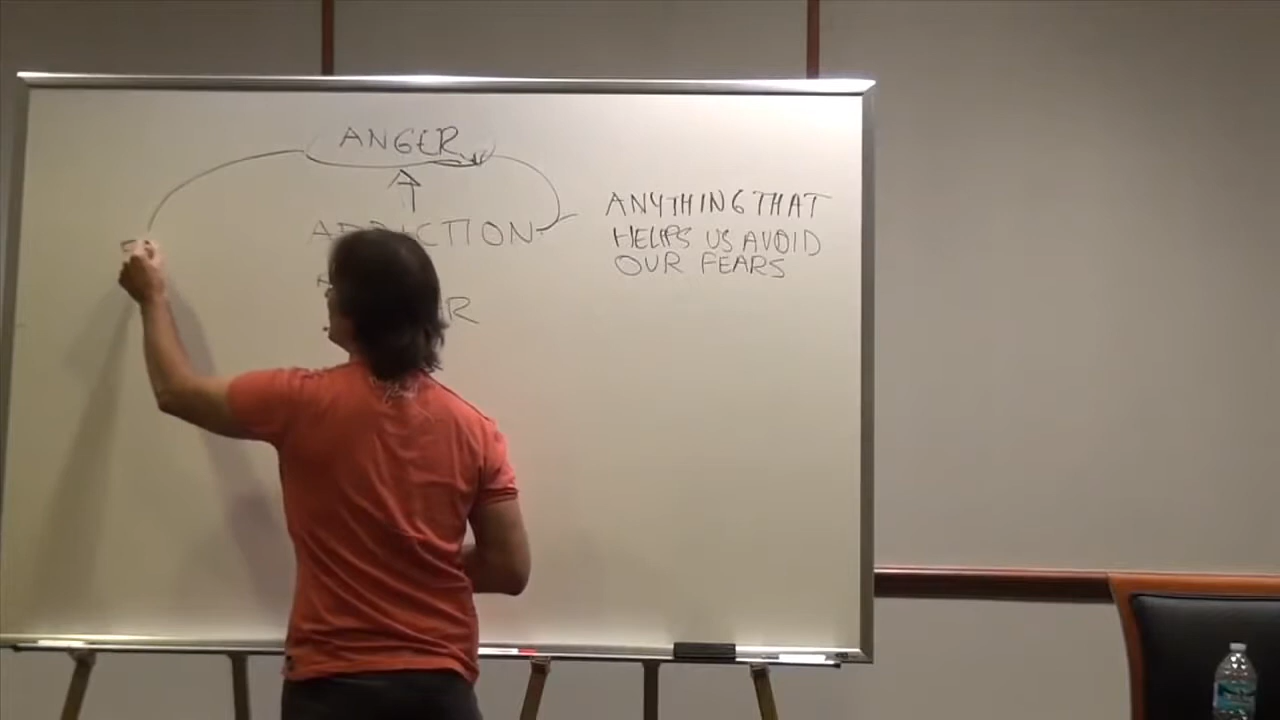 ANGER
ADDICTION
ANYTHING THAT
HELPS US AVOID
OUR FEARS